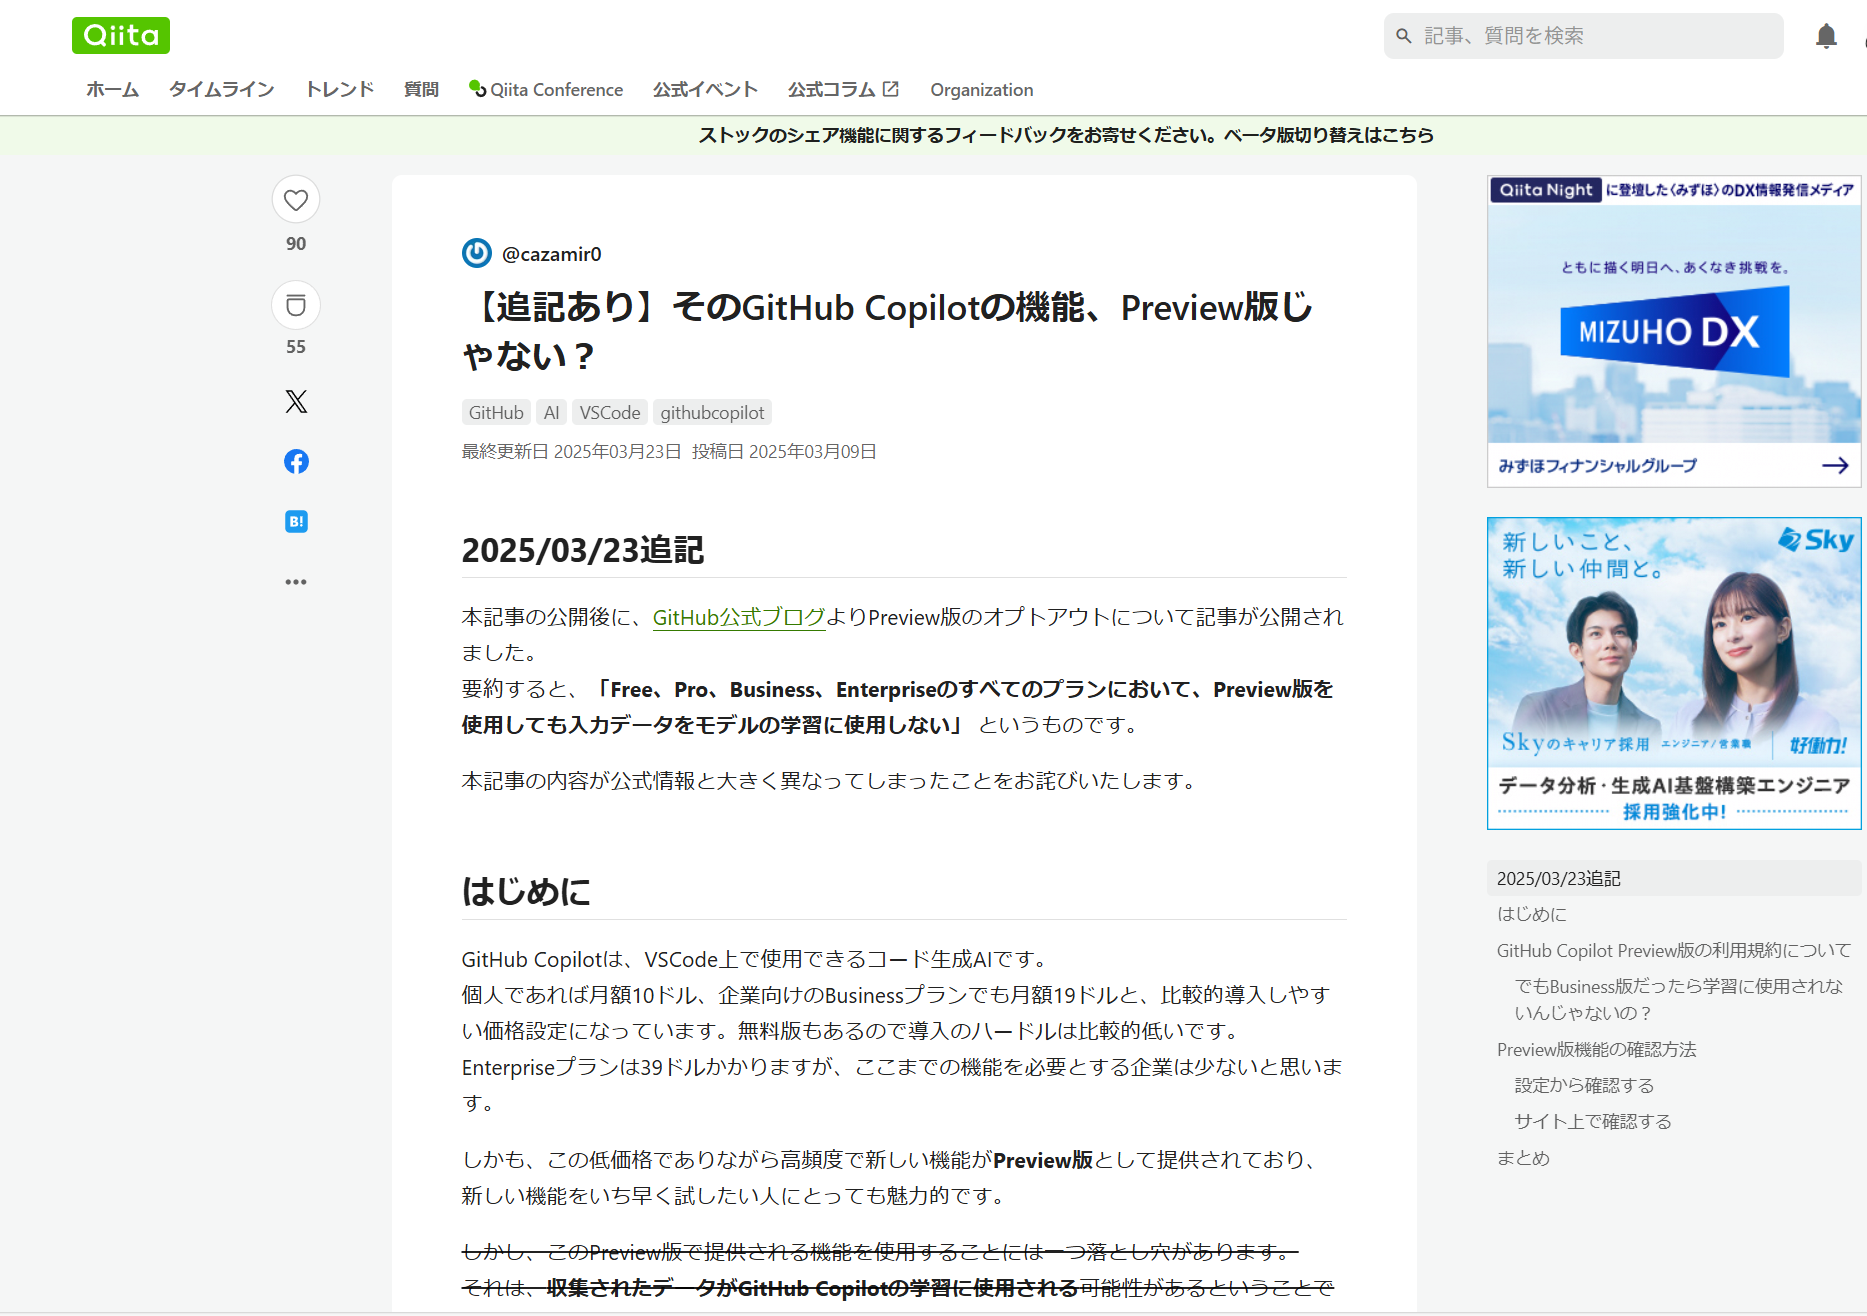 Qiita
記事、質問を検索
ホーム タイムライン トレンド 質問 Qiita Conference 公式イベント 公式コラム Organization
ストックのシェア機能に関するフィードバックをお寄せください。ベータ版切り替えはこちら
90
55
B!
@cazamir0
【追記あり】そのGitHub Copilotの機能、Preview版じ
ゃない？
GitHub AI VSCode githubcopilot
最終更新日 2025年03月23日 投稿日 2025年03月09日
2025/03/23追記
本記事の公開後に、GitHub公式ブログよりPreview版のオプトアウトについて記事が公開され
ました。
要約すると、「Free、Pro、Business、Enterpriseのすべてのプランにおいて、Preview版を
使用しても入力データをモデルの学習に使用しない」 というものです。
本記事の内容が公式情報と大きく異なってしまったことをお詫びいたします。
はじめに
GitHub Copilotは、VSCode上で使用できるコード生成AIです。
個人であれば月額10ドル、企業向けのBusinessプランでも月額19ドルと、比較的導入しやす
い価格設定になっています。無料版もあるので導入のハードルは比較的低いです。
Enterpriseプランは39ドルかかりますが、ここまでの機能を必要とする企業は少ないと思いま
す。
しかも、この低価格でありながら高頻度で新しい機能がPreview版として提供されており、
新しい機能をいち早く試したい人にとっても魅力的です。
しかし、このPreview版で提供される機能を使用することには一つ落とし穴があります。
それは、収集されたデータがGitHub Copilotの学習に使用される可能性があるということで
Qiita Night に登壇した〈みずほ〉のDX情報発信メディア
ともに描く明日へ、あくなき挑戦を。
MIZUHO DX
みずほフィナンシャルグループ
新しいこと、
新しい仲間と。
Sky
Skyのキャリア採用 エンジニア/営業職 好働力!
データ分析・生成AI基盤構築エンジニア
採用強化中!
2025/03/23追記
はじめに
GitHub Copilot Preview版の利用規約について
でもBusiness版だったら学習に使用されな
いんじゃないの？
Preview版機能の確認方法
設定から確認する
サイト上で確認する
まとめ